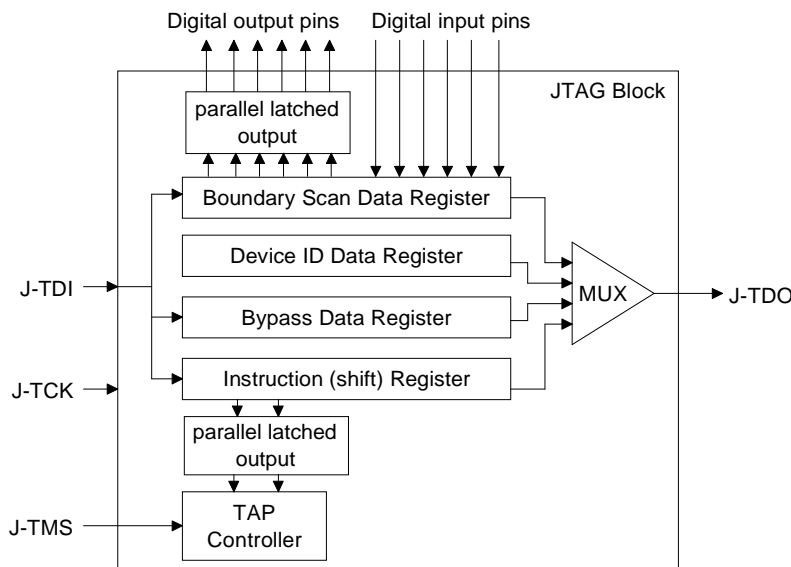 Digital output pins
Digital input pins
JTAG Block
parallel latched
output
Boundary Scan Data Register
Device ID Data Register
J-TDI
MUX
J-TDO
Bypass Data Register
Instruction (shift) Register
J-TCK
parallel latched
output
J-TMS
TAP
Controller